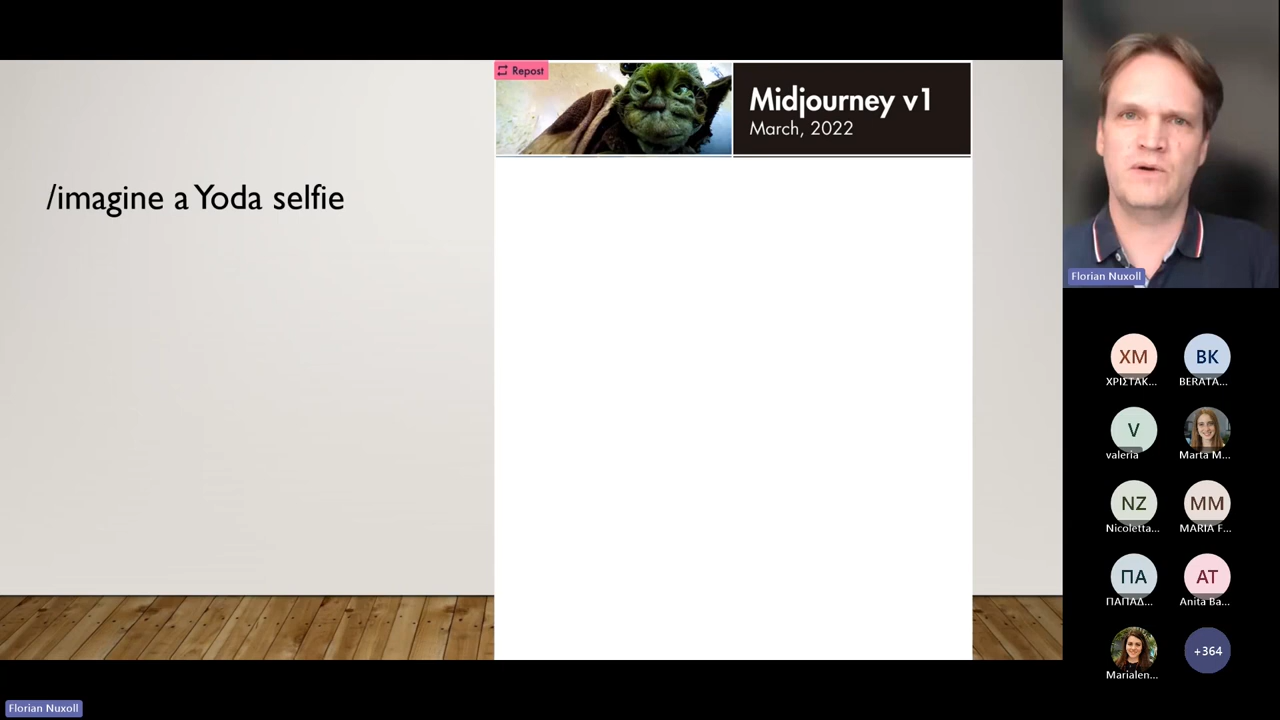 Repost
Midjourney v1
March, 2022
/imagine a Yoda selfie
Florian Nuxoll
ΧΜ
BK
ΧΡΙΣΤΑΚ...
BERATA...
V
valeria
Marta M...
NZ
MM
Nicoletta...
MARIA F...
ΠΑ
AT
ΠΑΠΑΔ...
Anita Ba...
+364
Marialen...
Florian Nuxoll